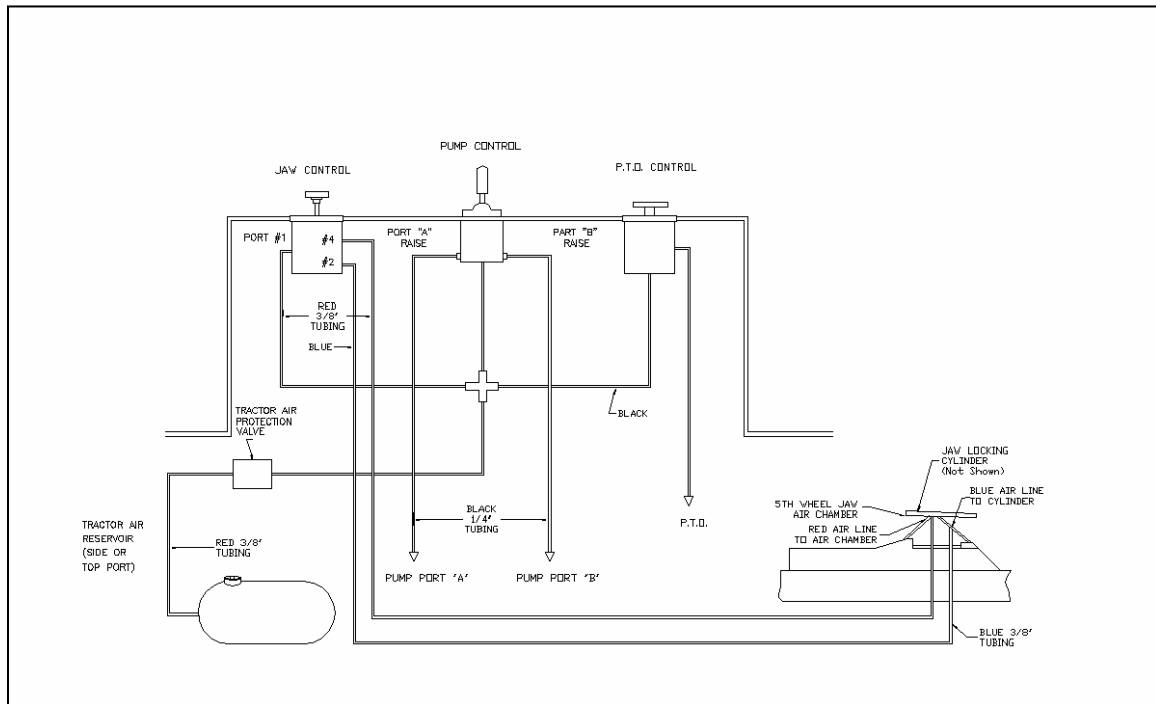 PUMP CONTROL
JAW CONTROL
P.T.O. CONTROL
PORT #1
#4
#2
PORT "A"
RAISE
PART "B"
RAISE
RED
3/8'
TUBING
BLUE
BLACK
TRACTOR AIR
PROTECTION
VALVE
JAW LOCKING
CYLINDER
(Not Shown)
BLUE AIR LINE
TO CYLINDER
5TH WHEEL JAW
AIR CHAMBER
RED AIR LINE
TO AIR CHAMBER
BLACK
1/4'
TUBING
P.T.O.
TRACTOR AIR
RESERVOIR
(SIDE OR
TOP PORT)
RED 3/8'
TUBING
PUMP PORT 'A'
PUMP PORT 'B'
BLUE 3/8'
TUBING